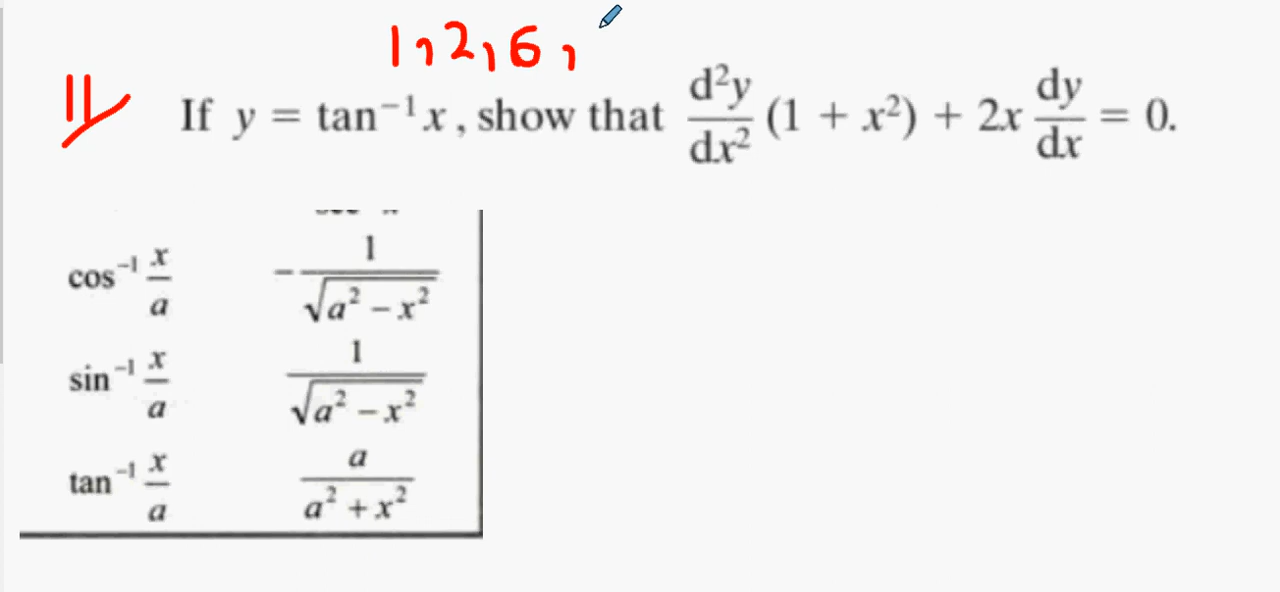 1,2,6,
11 If y = tan⁻¹x, show that d²y/dx² (1 + x²) + 2x dy/dx = 0.
cos⁻¹ x/a    -1/√(a² – x²)
sin⁻¹ x/a    1/√(a² – x²)
tan⁻¹ x/a    a/(a² + x²)